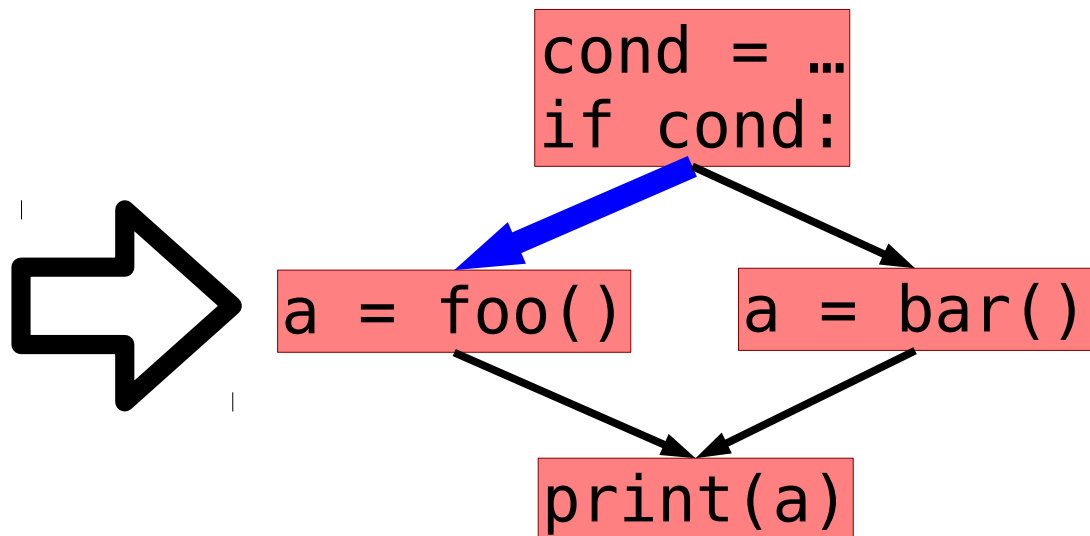 cond = …
if cond:
a = foo()
a = bar()
print(a)